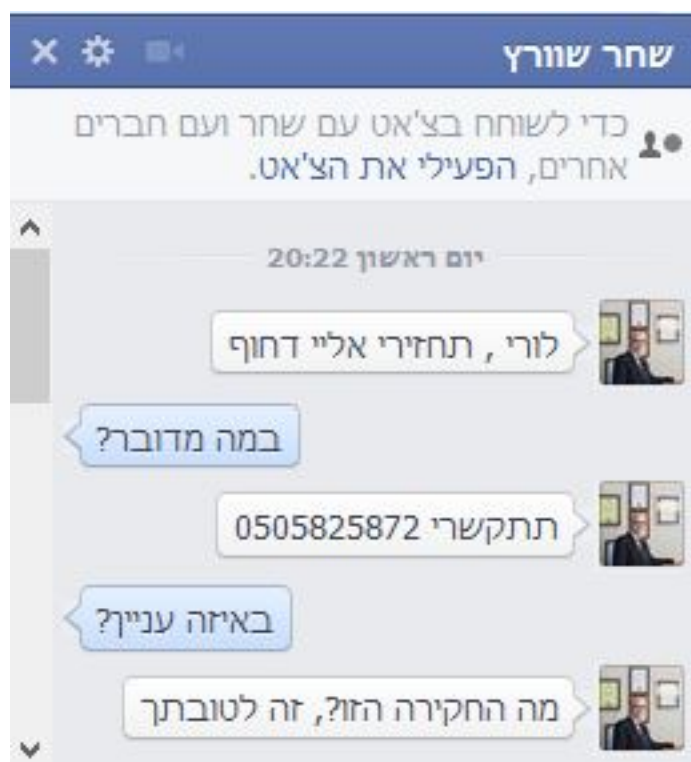 שחר שוורץ
כדי לשוחח בצ'אט עם שחר ועם חברים
אחרים, הפעילי את הצ'אט.
יום ראשון 20:22
לורי , תחזירי אליי דחוף
במה מדובר?
תתקשרי 0505825872
באיזה עניין?
מה החקירה הזו?, זה לטובתך